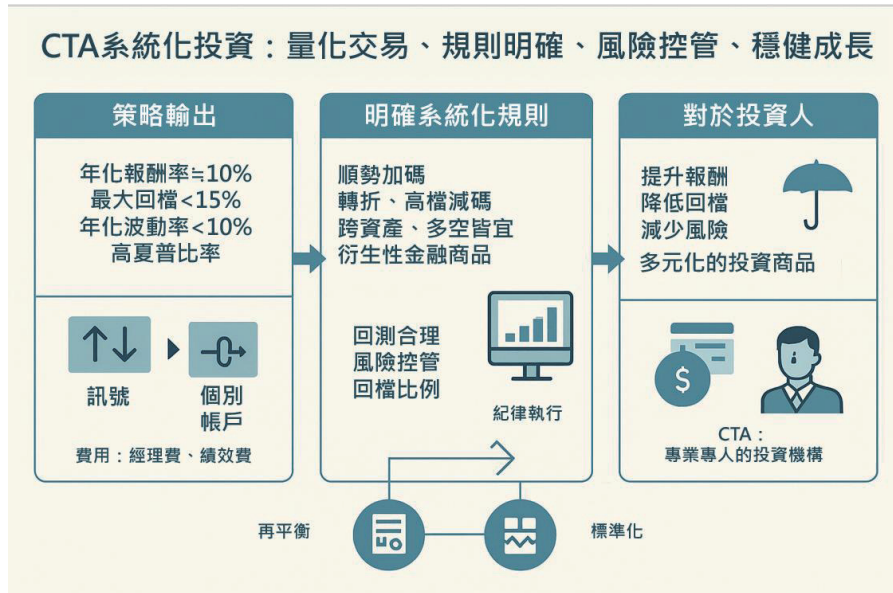 CTA系統化投資：量化交易、規則明確、風險控管、穩健成長
策略輸出
年化報酬率≒10%
最大回檔<15%
年化波動率<10%
高夏普比率
訊號
個別
帳戶
費用：經理費、績效費
明確系統化規則
順勢加碼
轉折、高檔減碼
跨資產、多空皆宜
衍生性金融商品
回測合理
風險控管
回檔比例
紀律執行
對於投資人
提升報酬
降低回檔
減少風險
多元化的投資商品
$
CTA：
專業專人的投資機構
再平衡
標準化